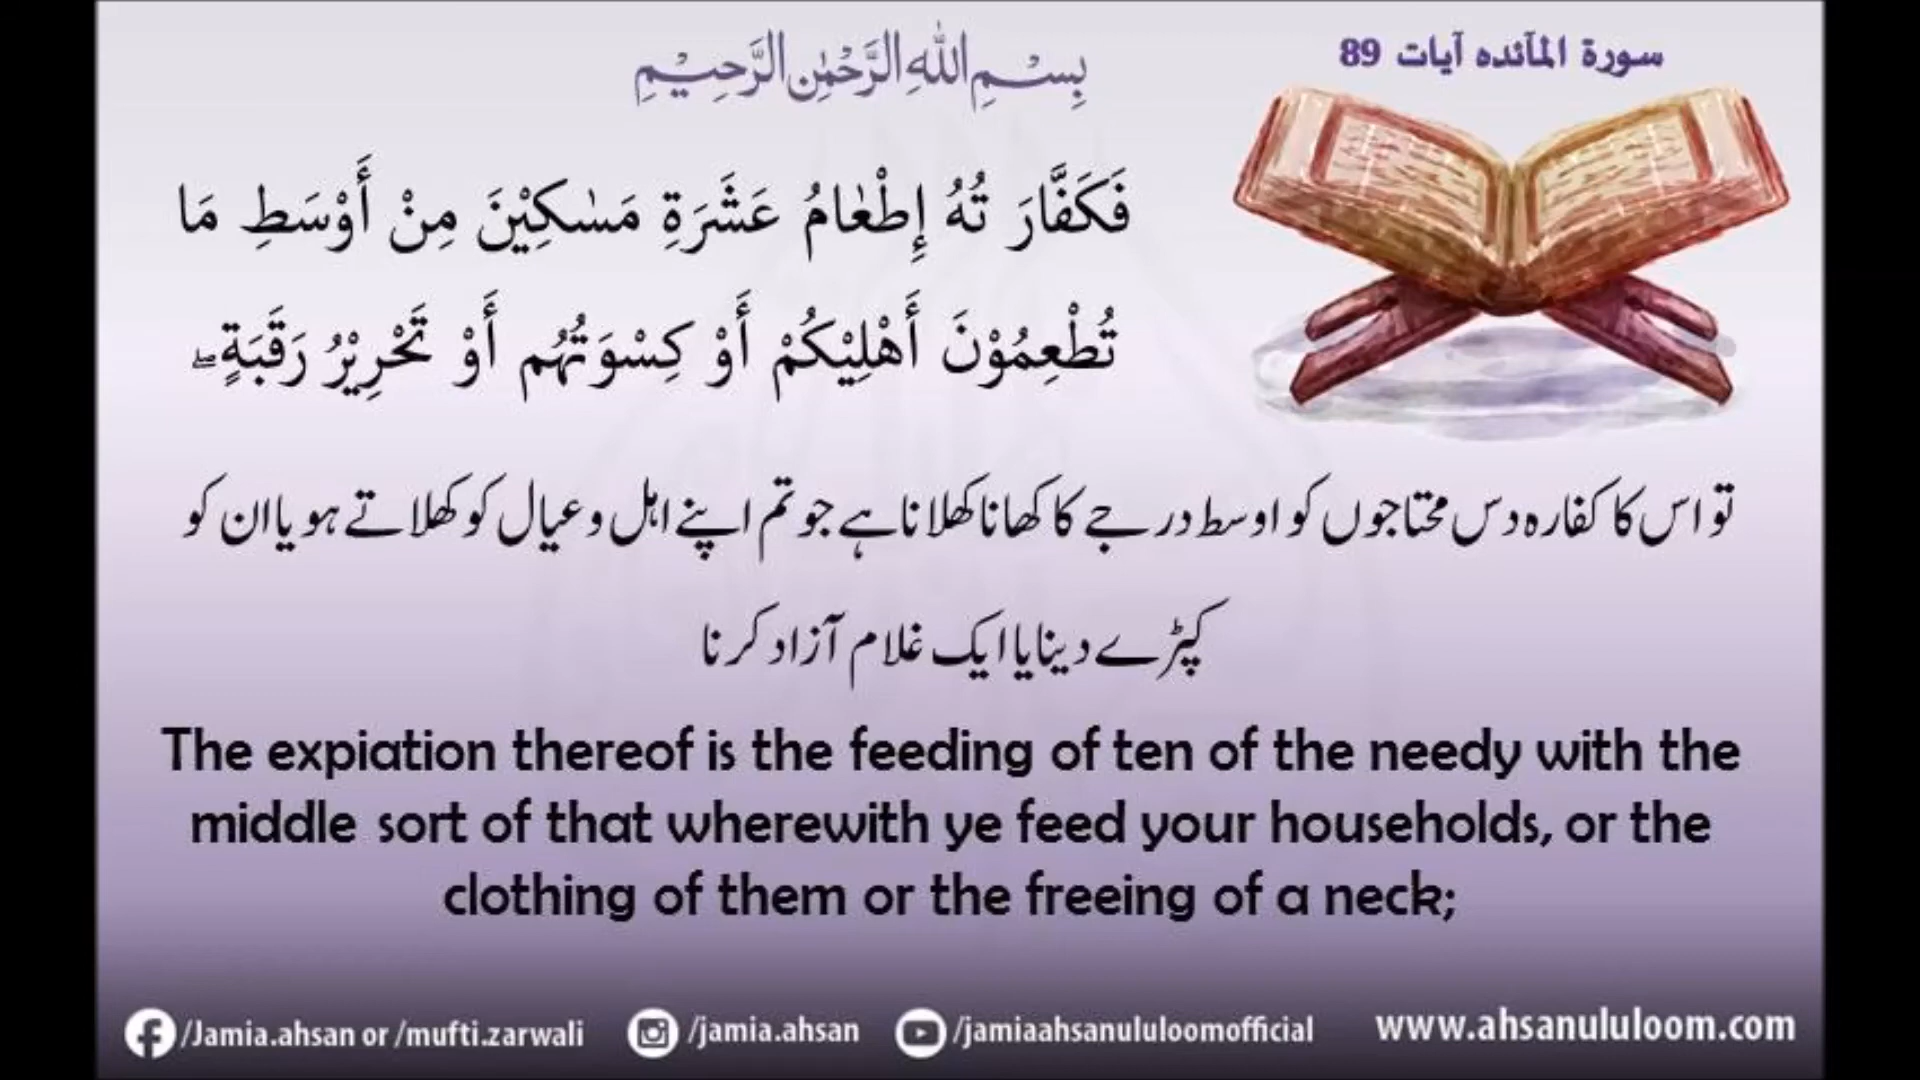 سورة المآئده آیات 89
بِسْمِ اللهِ الرَّحْمٰنِ الرَّحِيْمِ
فَكَفَّارَ تُهُ إِطْعَامُ عَشَرَةِ مَسٰكِيْنَ مِنْ أَوْسَطِ مَا
تُطْعِمُوْنَ أَهْلِيْكُمْ أَوْ كِسْوَتُهُم أَوْ تَحْرِيْرُ رَقَبَةٍ ۖ
تو اس کا کفارہ دس محتاجوں کو اوسط درجے کا کھانا کھلانا ہے جو تم اپنے اہل و عیال کو کھلاتے ہو یا ان کو
کپڑے دینا یا ایک غلام آزاد کرنا
The expiation thereof is the feeding of ten of the needy with the
middle sort of that wherewith ye feed your households, or the
clothing of them or the freeing of a neck;
/Jamia.ahsan or /mufti.zarwali /jamia.ahsan /jamiaahsanululoomofficial www.ahsanululoom.com